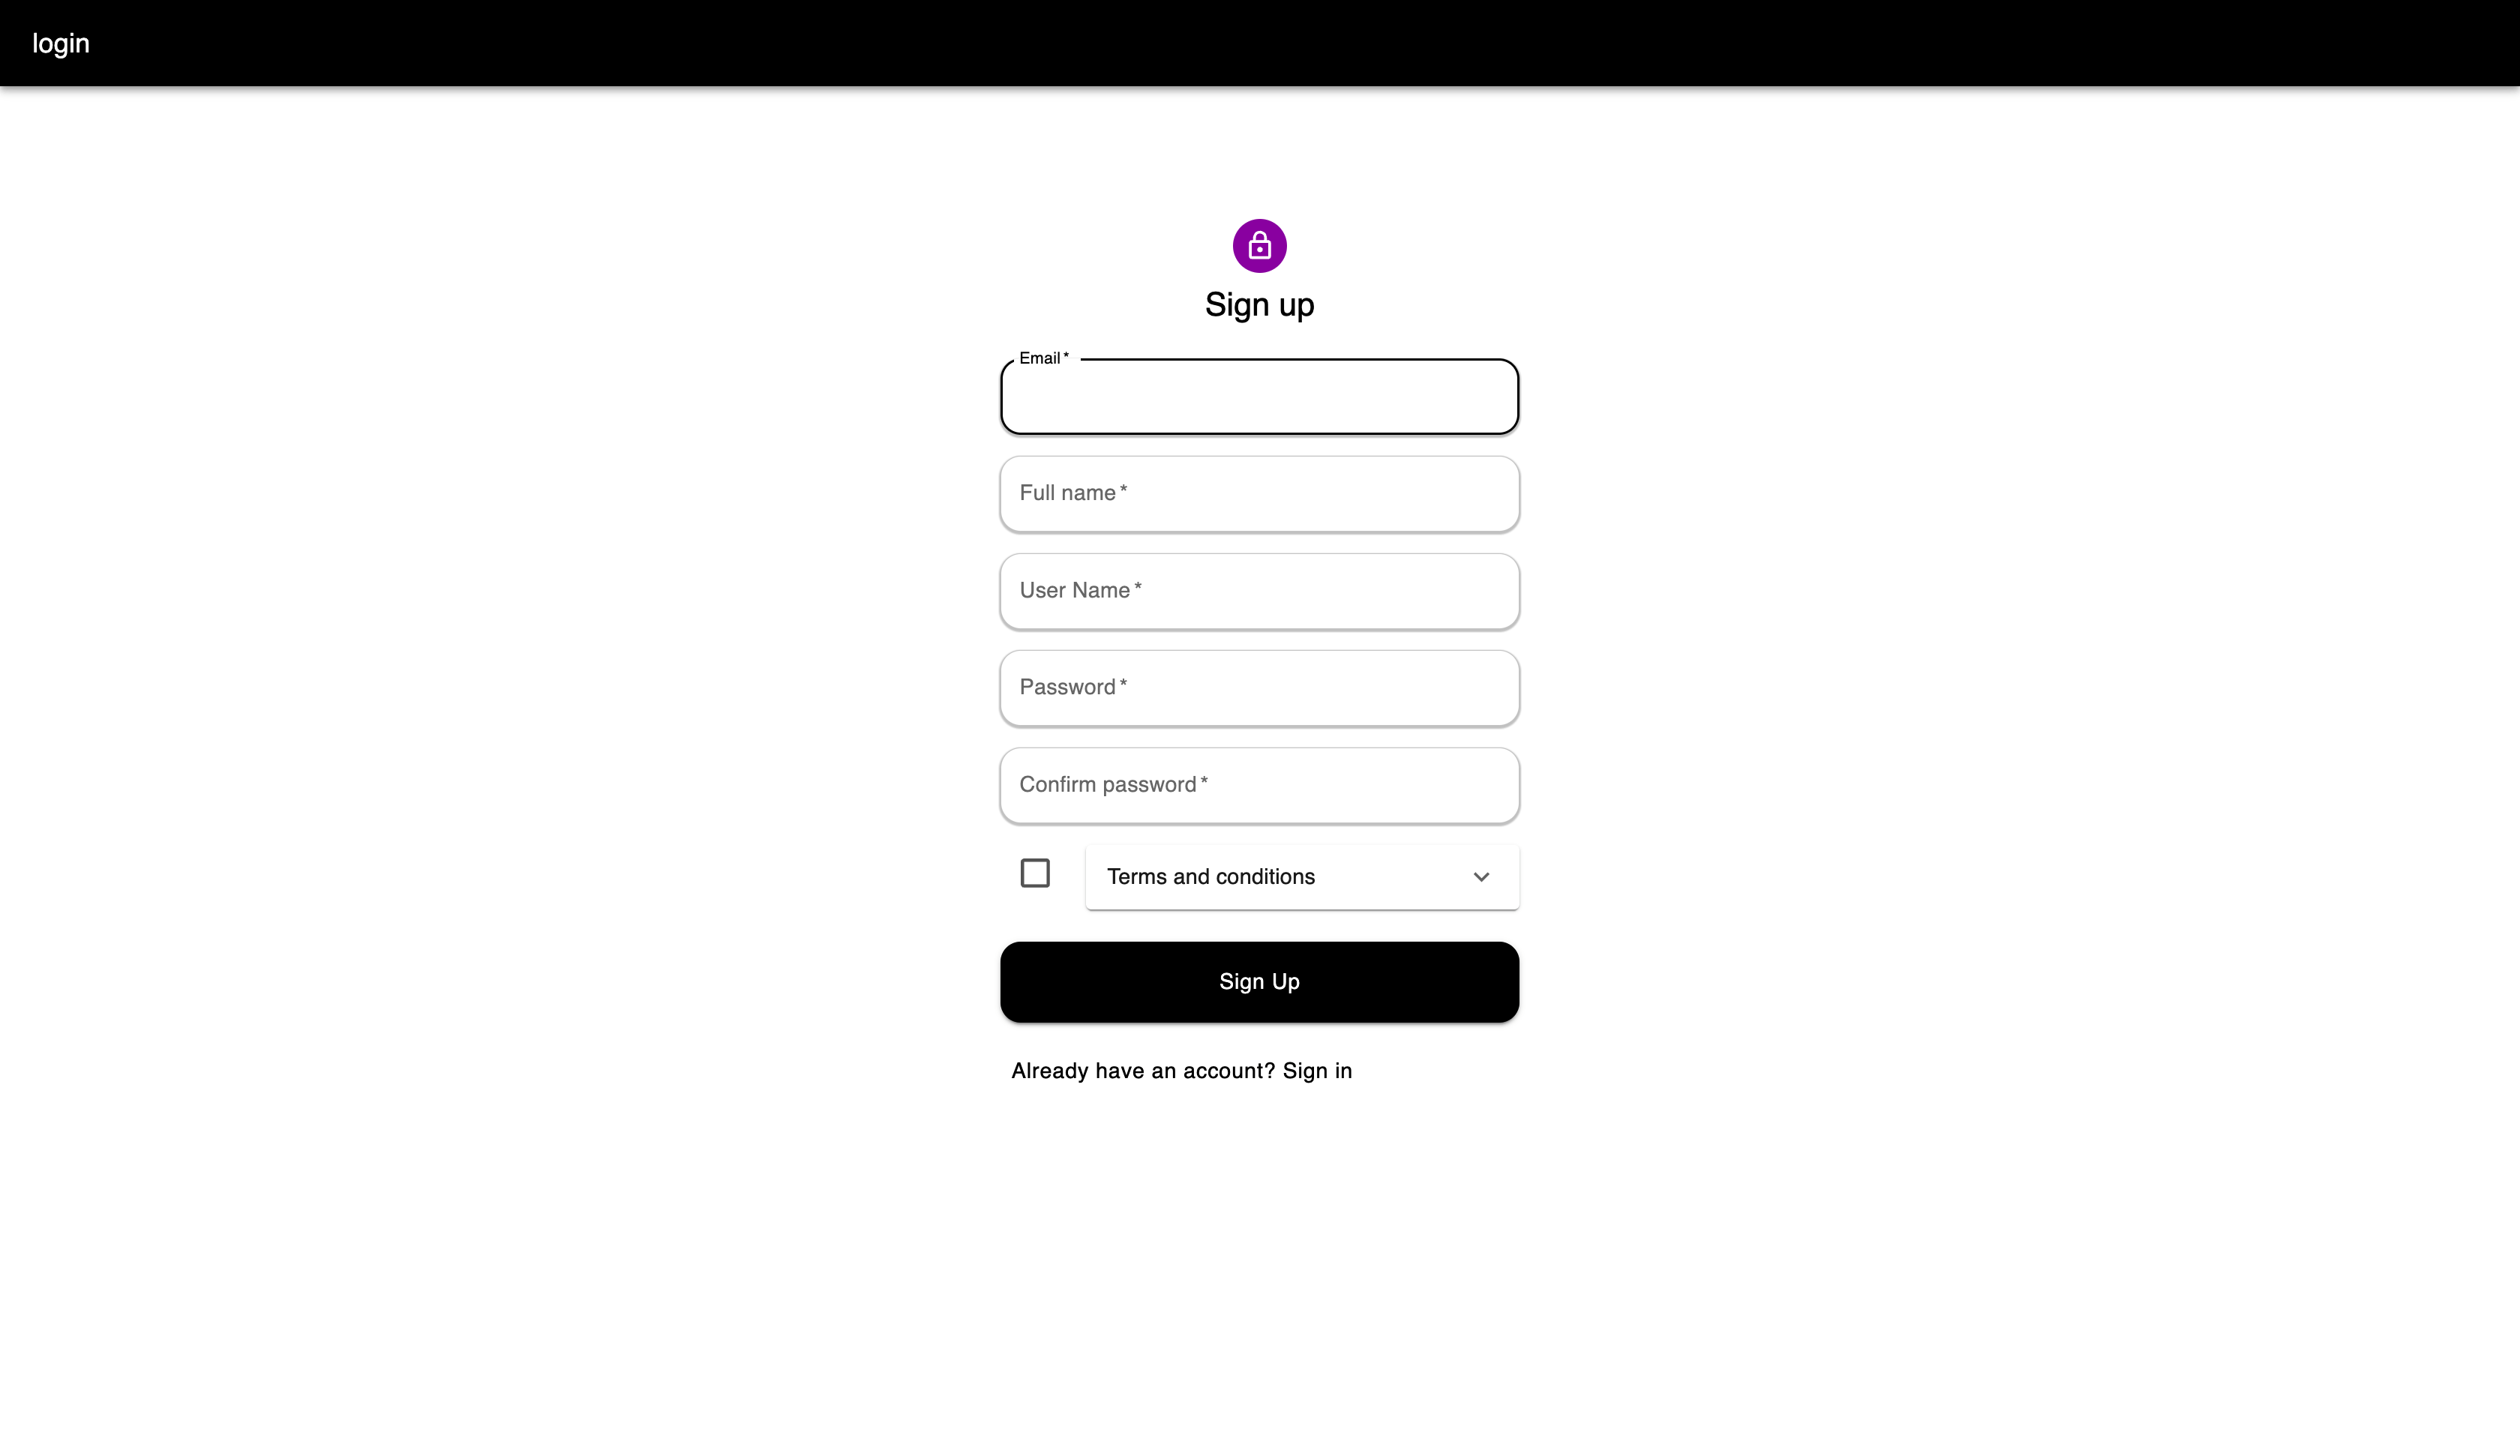 login
Sign up
Email *
Full name *
User Name *
Password *
Confirm password *
Terms and conditions
Sign Up
Already have an account? Sign in